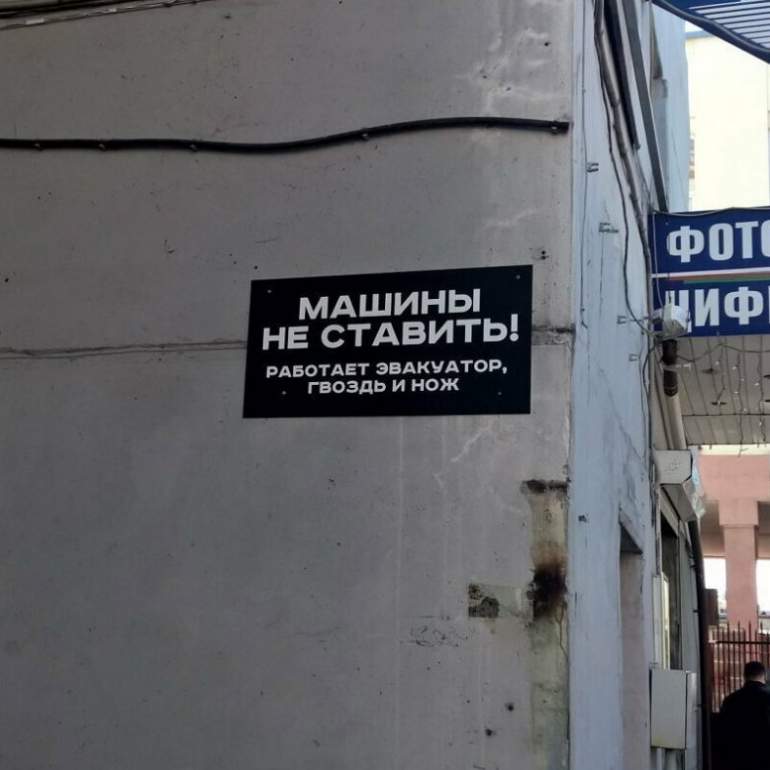 МАШИНЫ
НЕ СТАВИТЬ!
РАБОТАЕТ ЭВАКУАТОР,
ГВОЗДЬ И НОЖ
ФОТО